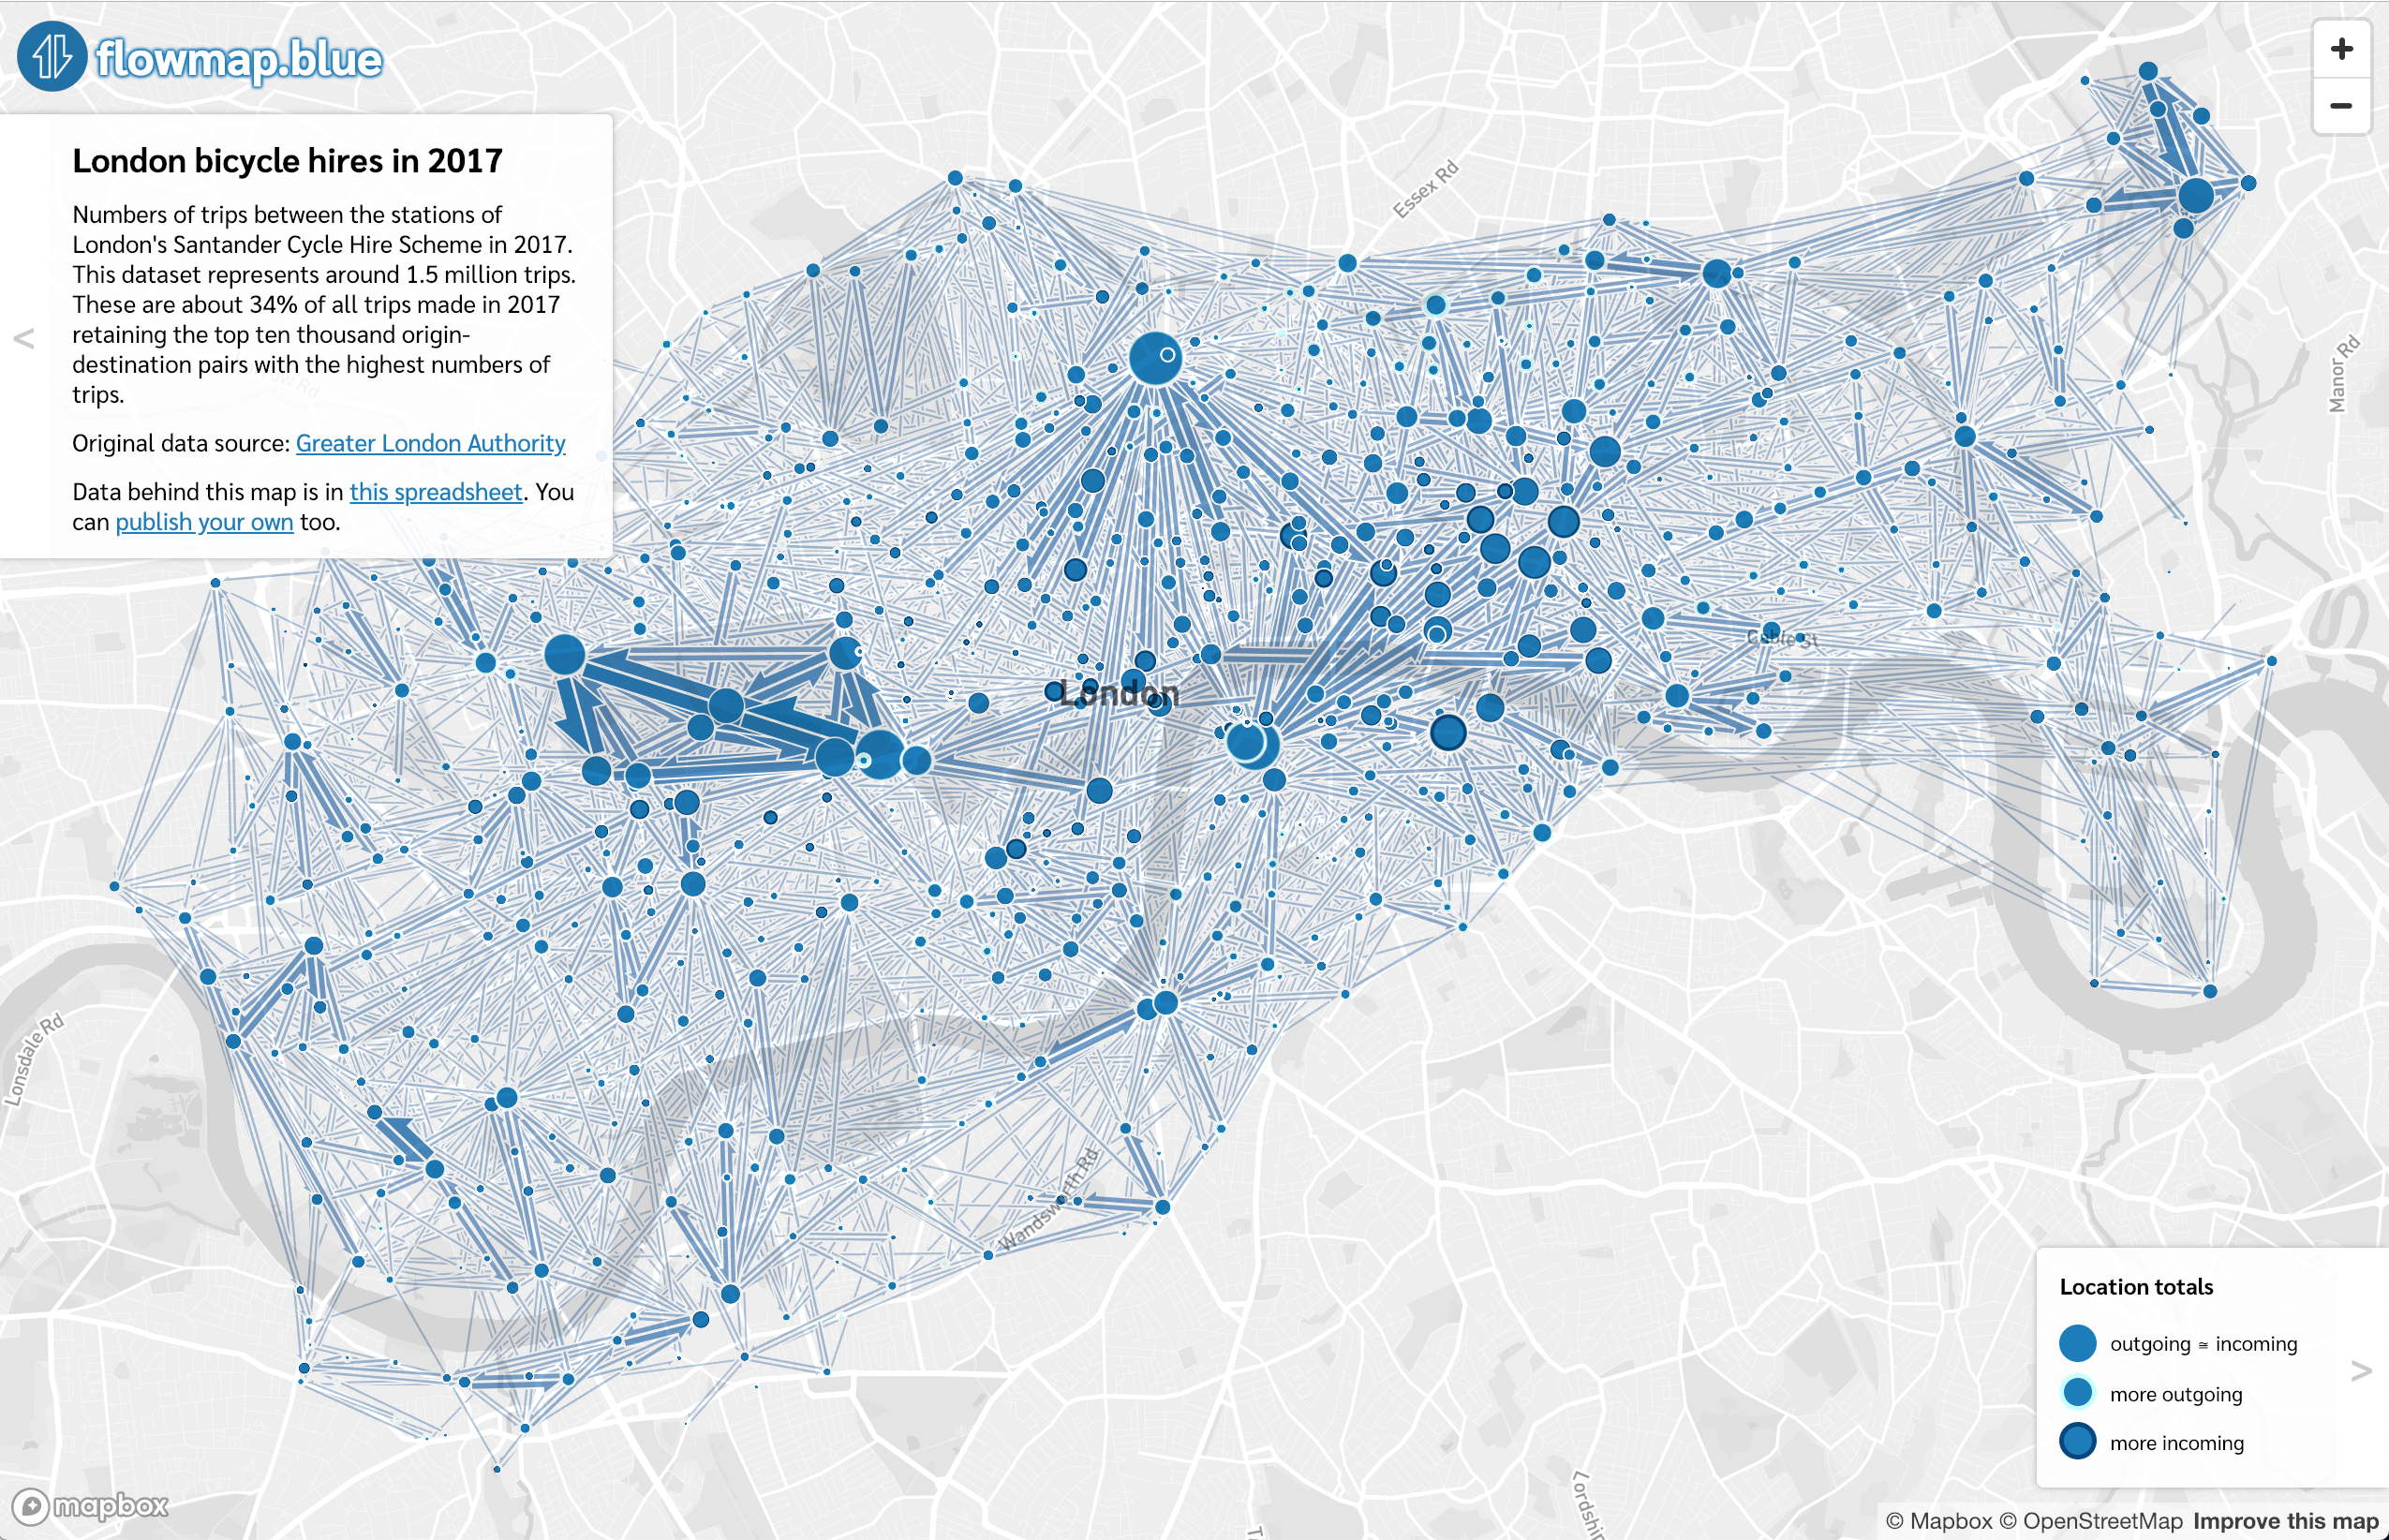 flowmap.blue
London bicycle hires in 2017
Numbers of trips between the stations of
London's Santander Cycle Hire Scheme in 2017.
This dataset represents around 1.5 million trips.
These are about 34% of all trips made in 2017
retaining the top ten thousand origin-
destination pairs with the highest numbers of
trips.
Original data source: Greater London Authority
Data behind this map is in this spreadsheet. You
can publish your own too.
<
+
−
Essex Rd
Manor Rd
Cable St
London
Lonsdale Rd
Wandsworth Rd
Location totals
outgoing ≅ incoming
more outgoing
more incoming
>
mapbox
© Mapbox © OpenStreetMap Improve this map